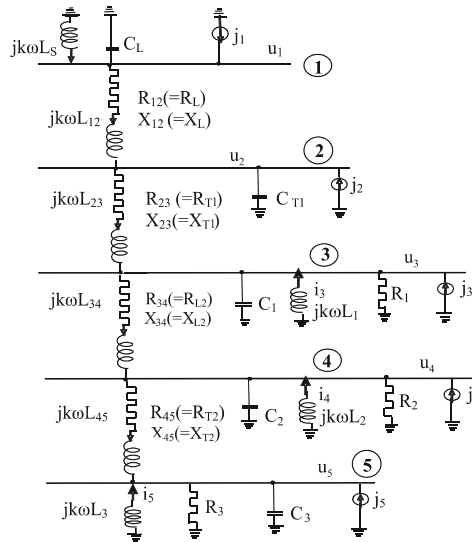 jkωL_S
C_L
j_1
u_1
1
R_12(=R_L)
X_12 (=X_L)
jkωL_12
u_2
2
jkωL_23
R_23(=R_T1)
X_23(=X_T1)
C_T1
j_2
3
u_3
jkωL_34
R_34(=R_L2)
X_34(=X_L2)
C_1
i_3
jkωL_1
R_1
j_3
4
u_4
jkωL_45
R_45(=R_T2)
X_45(=X_T2)
C_2
i_4
jkωL_2
R_2
j
5
u_5
jkωL_3
i_5
R_3
C_3
j_5